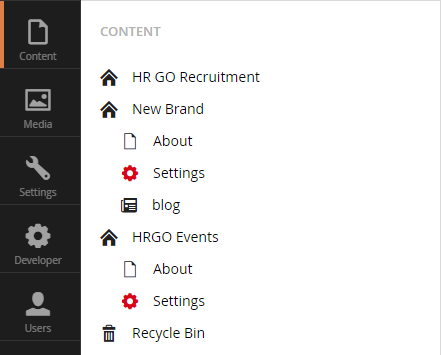 Content
Media
Settings
Developer
Users
CONTENT
HR GO Recruitment
New Brand
About
Settings
blog
HRGO Events
About
Settings
Recycle Bin